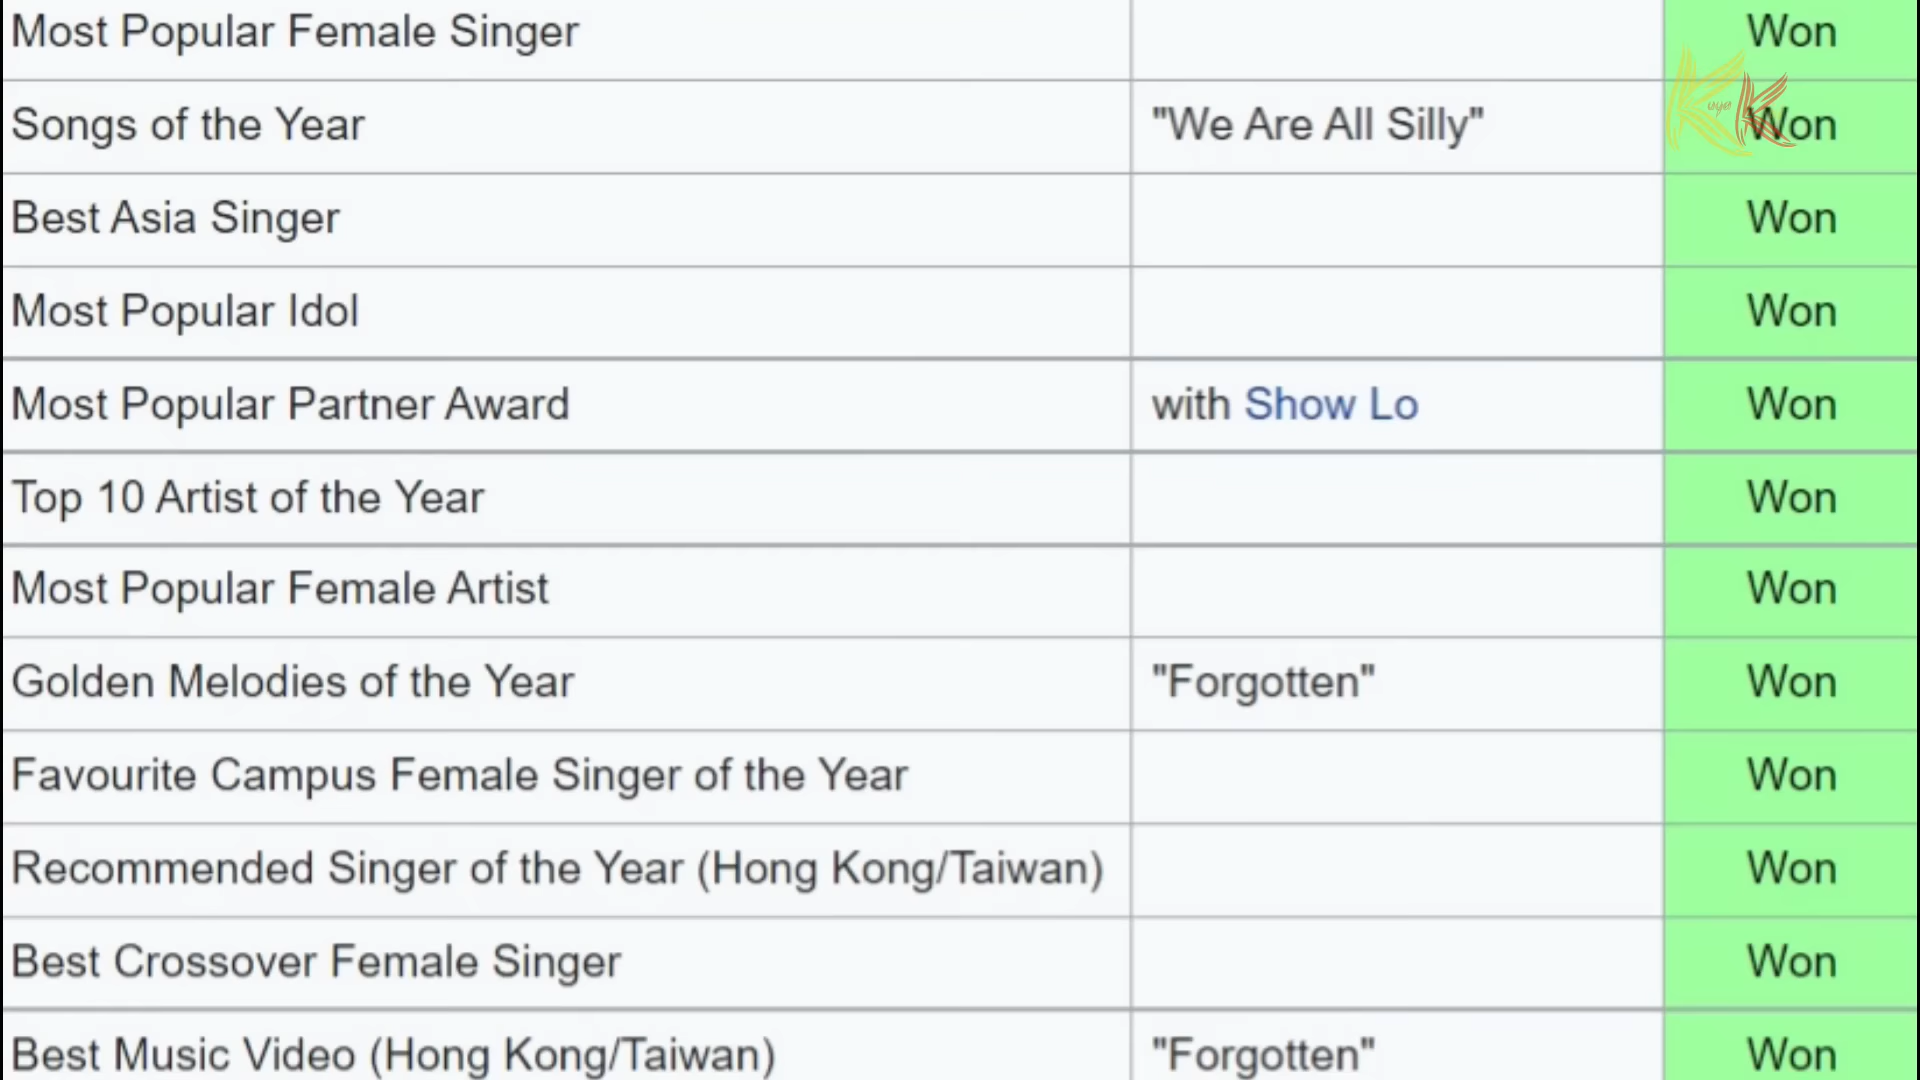 Most Popular Female Singer Won
Songs of the Year "We Are All Silly" Won
Best Asia Singer Won
Most Popular Idol Won
Most Popular Partner Award with Show Lo Won
Top 10 Artist of the Year Won
Most Popular Female Artist Won
Golden Melodies of the Year "Forgotten" Won
Favourite Campus Female Singer of the Year Won
Recommended Singer of the Year (Hong Kong/Taiwan) Won
Best Crossover Female Singer Won
Best Music Video (Hong Kong/Taiwan) "Forgotten" Won